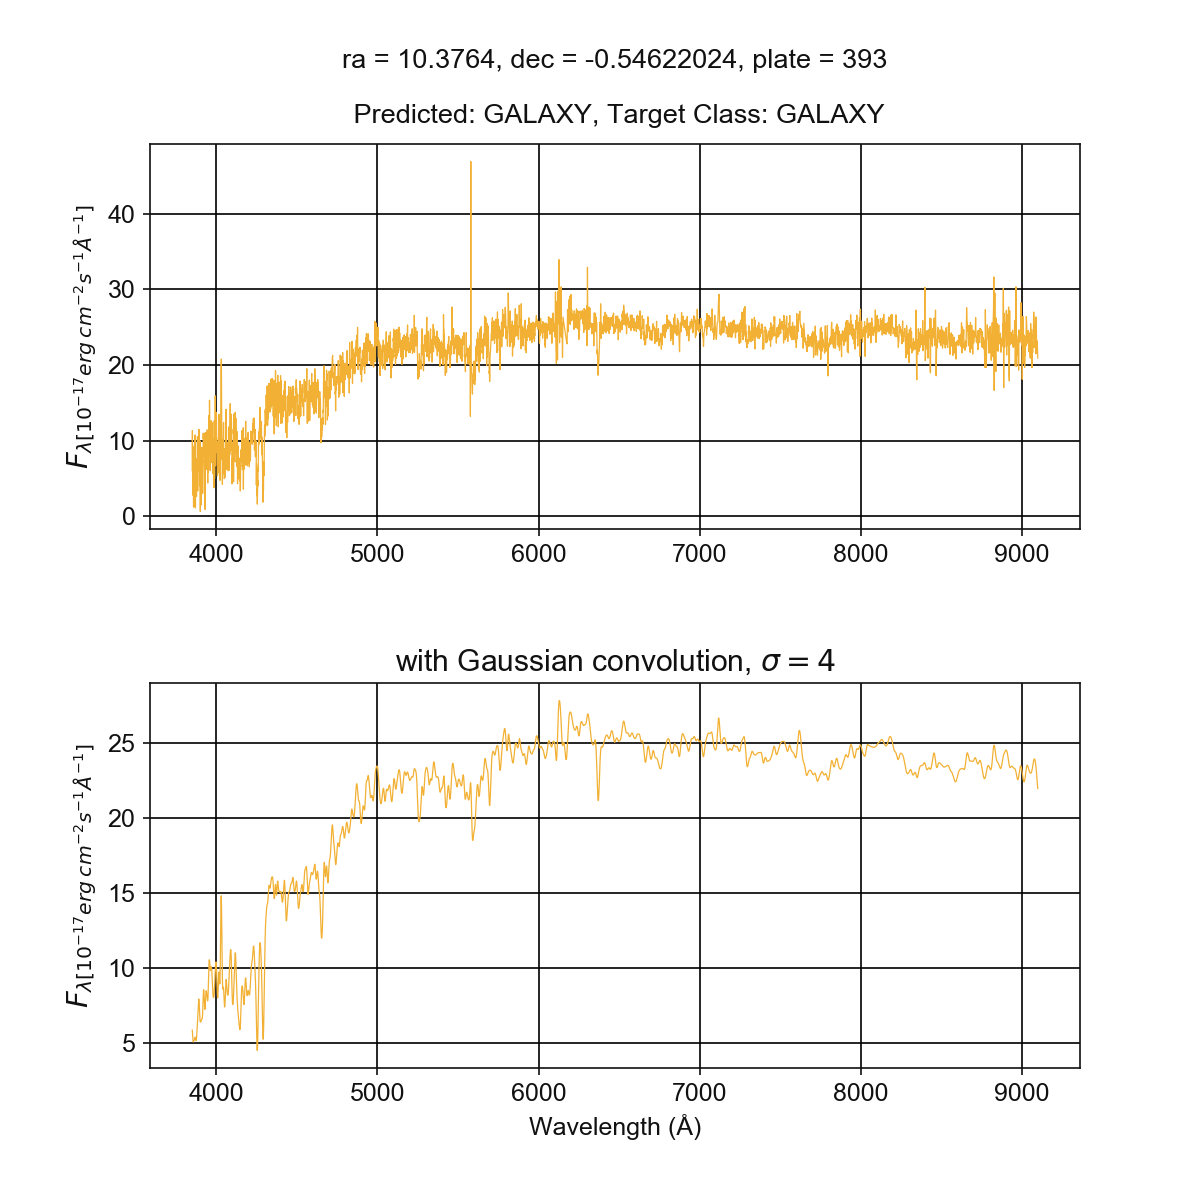 ra = 10.3764, dec = -0.54622024, plate = 393
Predicted: GALAXY, Target Class: GALAXY
F_λ[10^−17 erg cm^−2 s^−1 Å^−1]
40
30
20
10
0
4000 5000 6000 7000 8000 9000
with Gaussian convolution, σ = 4
F_λ[10^−17 erg cm^−2 s^−1 Å^−1]
25
20
15
10
5
4000 5000 6000 7000 8000 9000
Wavelength (Å)